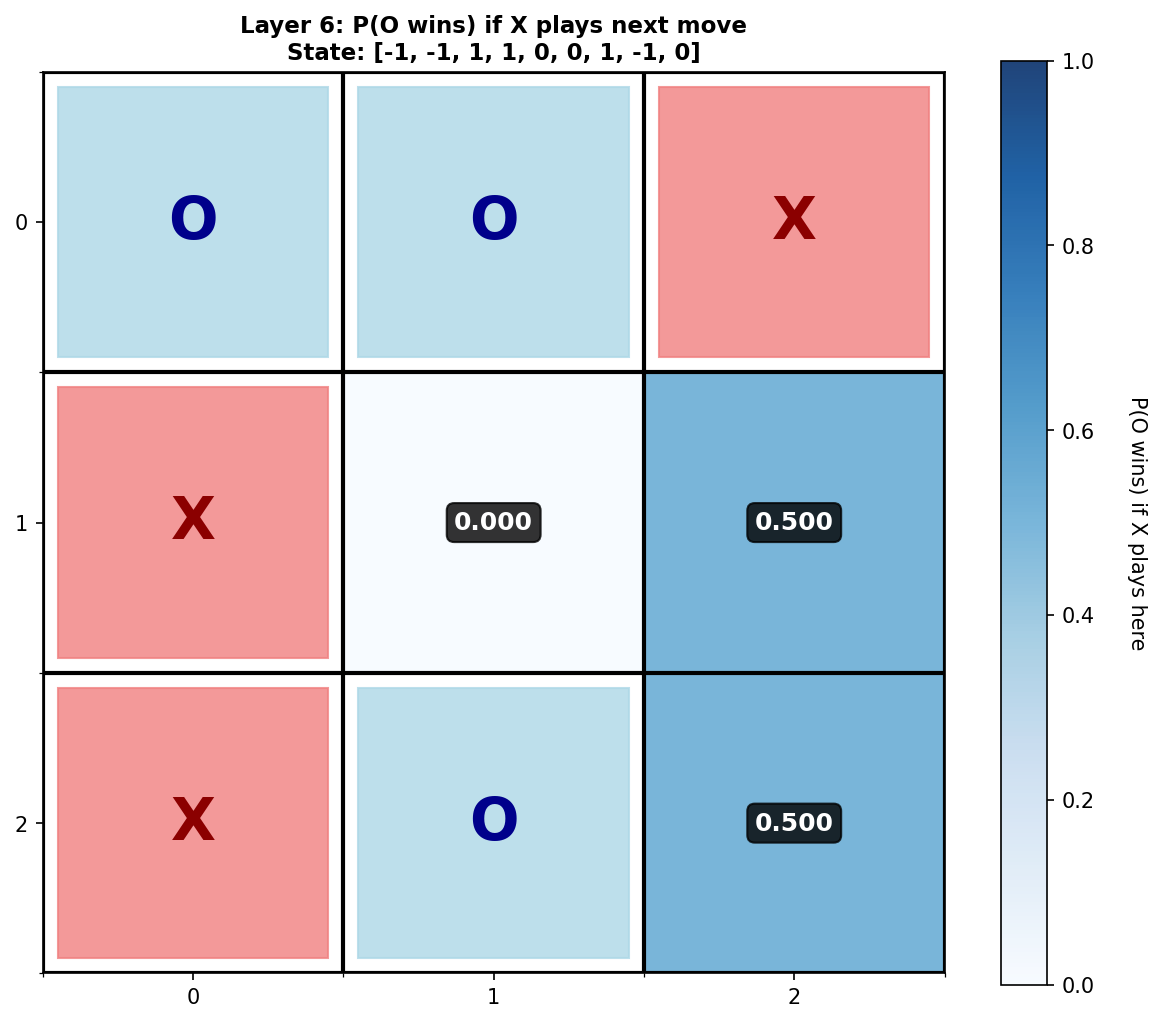 Layer 6: P(O wins) if X plays next move
State: [-1, -1, 1, 1, 0, 0, 1, -1, 0]
0
O
O
X
1
X
0.000
0.500
2
X
O
0.500
0
1
2
1.0
0.8
0.6
0.4
0.2
0.0
P(O wins) if X plays here